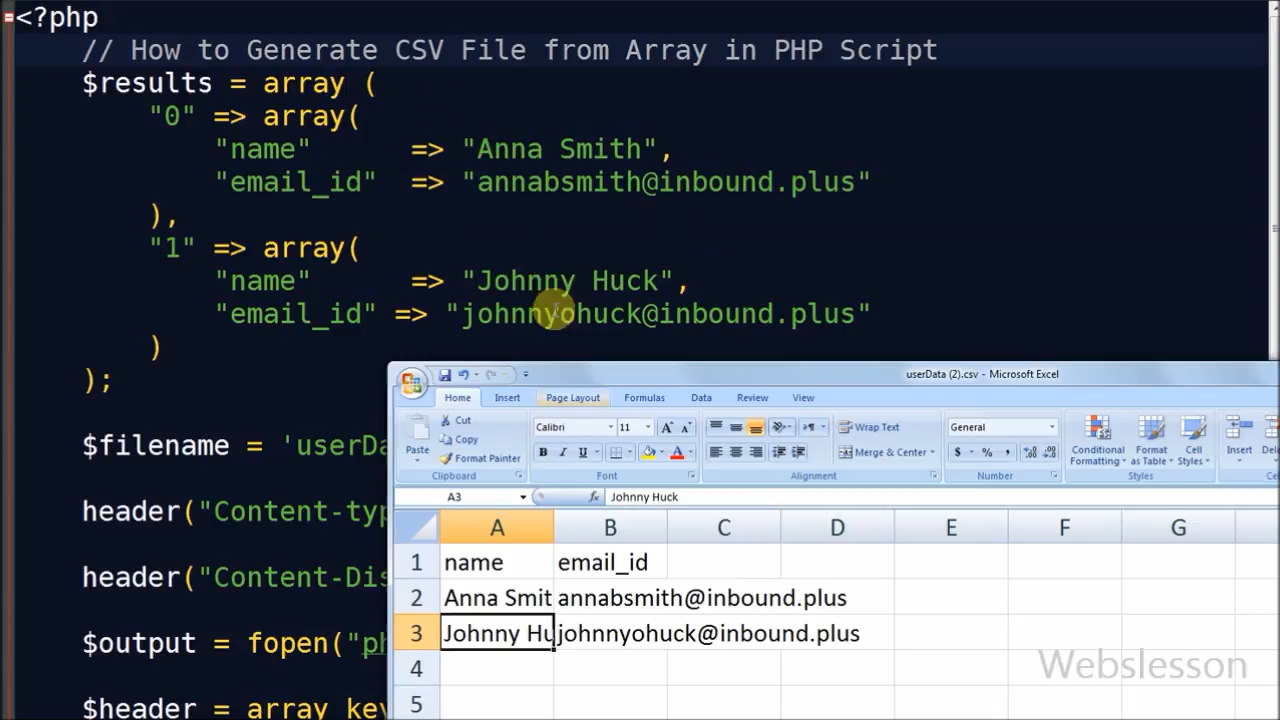 <?php
// How to Generate CSV File from Array in PHP Script
$results = array (
"0" => array(
"name" => "Anna Smith",
"email_id" => "annabsmith@inbound.plus"
),
"1" => array(
"name" => "Johnny Huck",
"email_id" => "johnnyohuck@inbound.plus"
)
);
$filename = 'userDa
header("Content-typ
header("Content-Dis
$output = fopen("ph
$header = array_key
userData (2).csv - Microsoft Excel
Home Insert Page Layout Formulas Data Review View
Paste
Cut
Copy
Format Painter
Clipboard
Calibri 11
B I U A
Font
Wrap Text
Merge & Center
Alignment
General
$ % ,
Number
Conditional Formatting
Format as Table
Cell Styles
Styles
Insert
A3 fx Johnny Huck
A B C D E F G
1 name email_id
2 Anna Smit annabsmith@inbound.plus
3 Johnny Hu johnnyohuck@inbound.plus
4
5
Webslesson